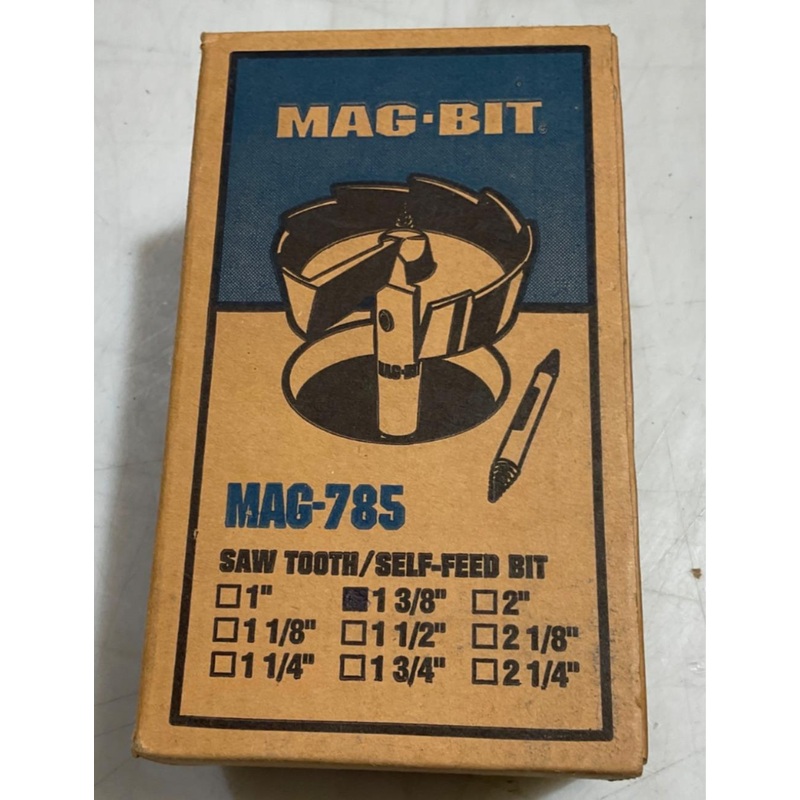 MAG·BIT
MAG-BIT
MAG-785
SAW TOOTH/SELF-FEED BIT
☐ 1" ■ 1 3/8" ☐ 2"
☐ 1 1/8" ☐ 1 1/2" ☐ 2 1/8"
☐ 1 1/4" ☐ 1 3/4" ☐ 2 1/4"